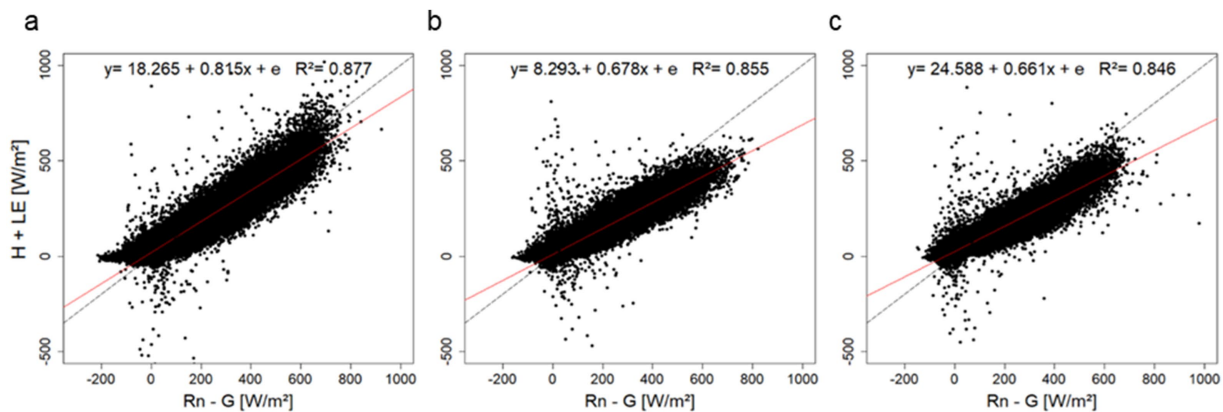 a
b
c
y= 18.265 + 0.815x + e R²= 0.877
y= 8.293 + 0.678x + e R²= 0.855
y= 24.588 + 0.661x + e R²= 0.846
H + LE [W/m²]
1000
500
0
-500
1000
500
0
-500
1000
500
0
-500
-200 0 200 400 600 800 1000
-200 0 200 400 600 800 1000
-200 0 200 400 600 800 1000
Rn - G [W/m²]
Rn - G [W/m²]
Rn - G [W/m²]